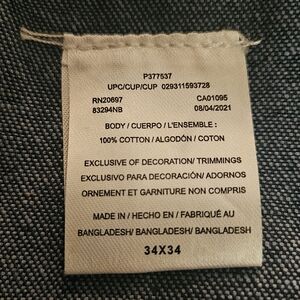 P377537
UPC/CUP/CUP 029311593728
RN20697 CA01095
83294NB 08/04/2021
BODY / CUERPO / L'ENSEMBLE :
100% COTTON / ALGODÓN / COTON
EXCLUSIVE OF DECORATION/ TRIMMINGS
EXCLUSIVO PARA DECORACIÓN/ ADORNOS
ORNEMENT ET GARNITURE NON COMPRIS
MADE IN / HECHO EN / FABRIQUÉ AU
BANGLADESH/ BANGLADESH/ BANGLADESH
34X34